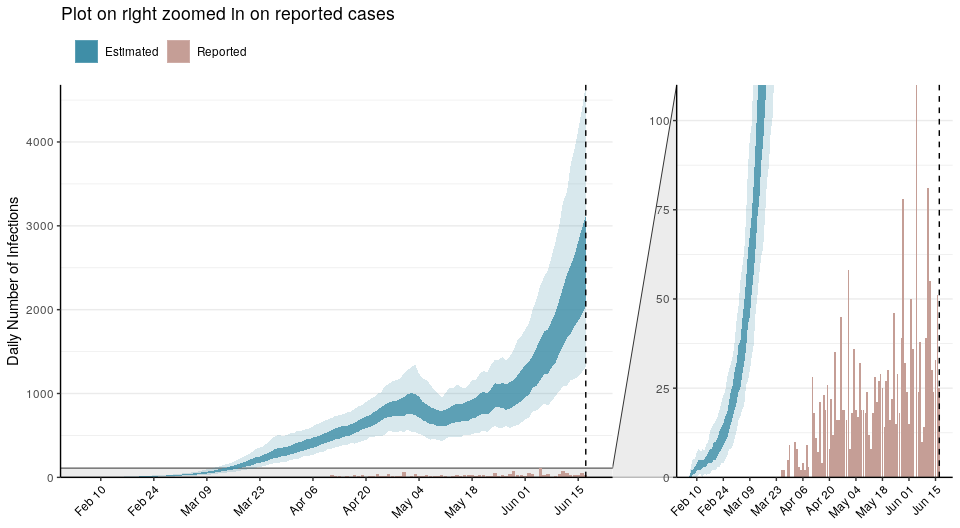 Plot on right zoomed in on reported cases
Estimated Reported
Daily Number of Infections
4000
3000
2000
1000
0
Feb 10 Feb 24 Mar 09 Mar 23 Apr 06 Apr 20 May 04 May 18 Jun 01 Jun 15
100
75
50
25
0
Feb 10 Feb 24 Mar 09 Mar 23 Apr 06 Apr 20 May 04 May 18 Jun 01 Jun 15